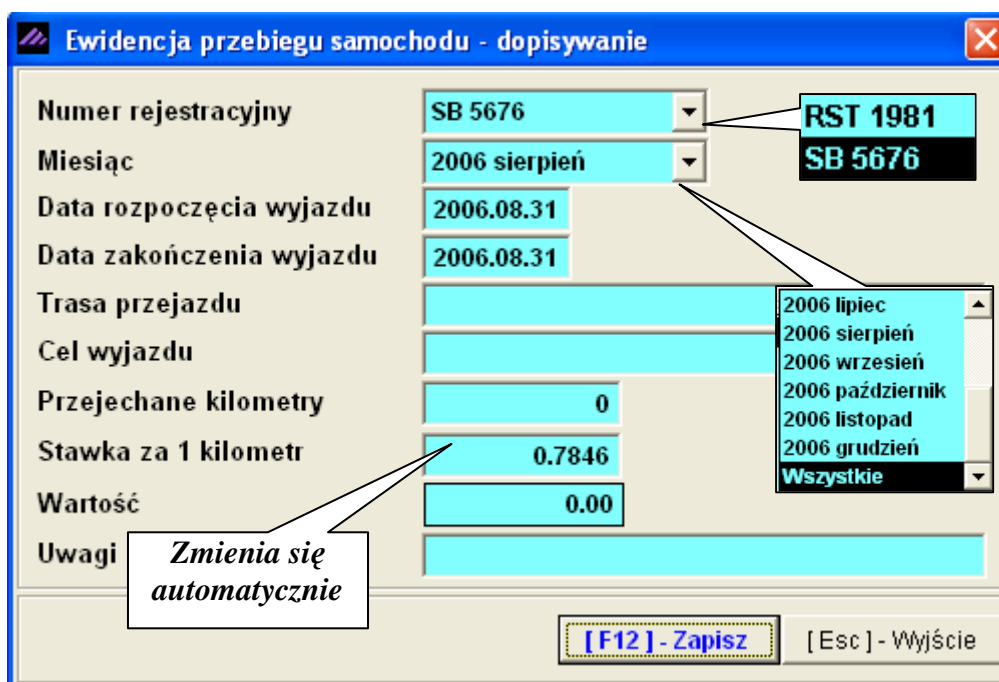 Ewidencja przebiegu samochodu - dopisywanie
Numer rejestracyjny SB 5676
RST 1981
SB 5676
Miesiąc 2006 sierpień
Data rozpoczęcia wyjazdu 2006.08.31
Data zakończenia wyjazdu 2006.08.31
Trasa przejazdu
2006 lipiec
2006 sierpień
2006 wrzesień
2006 październik
2006 listopad
2006 grudzień
Wszystkie
Cel wyjazdu
Przejechane kilometry 0
Stawka za 1 kilometr 0.7846
Wartość 0.00
Uwagi
Zmienia się
automatycznie
[ F12 ] - Zapisz [ Esc ] - Wyjście